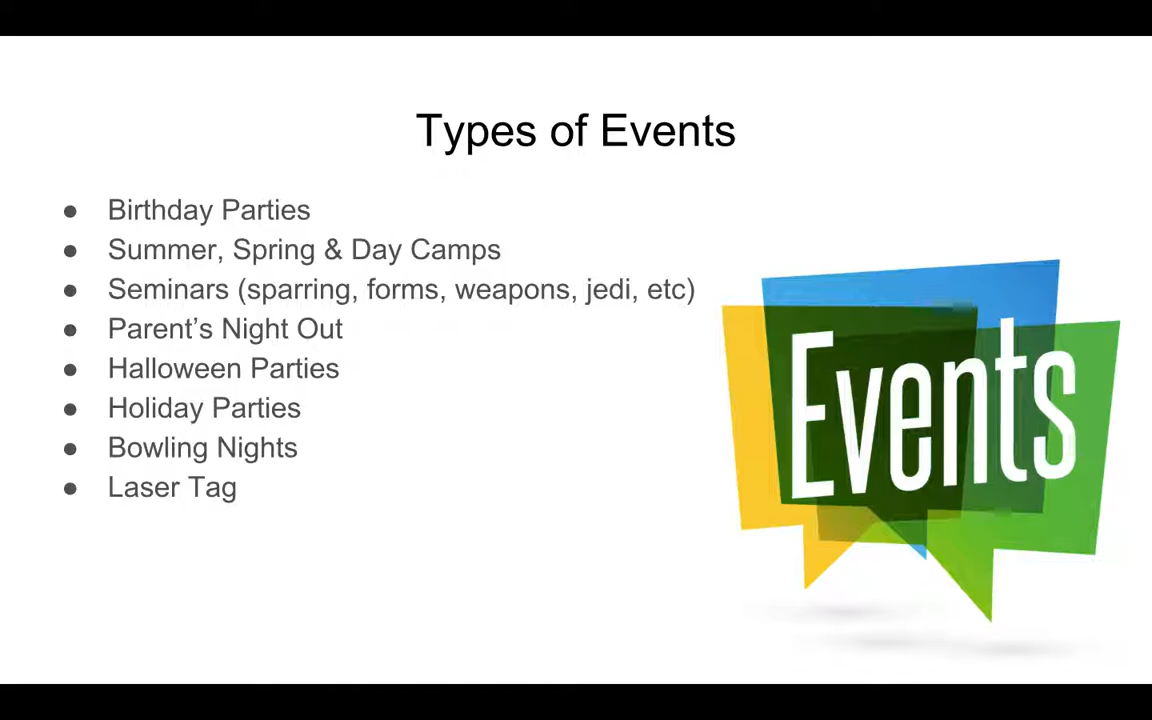 Types of Events
● Birthday Parties
● Summer, Spring & Day Camps
● Seminars (sparring, forms, weapons, jedi, etc)
● Parent’s Night Out
● Halloween Parties
● Holiday Parties
● Bowling Nights
● Laser Tag
Events